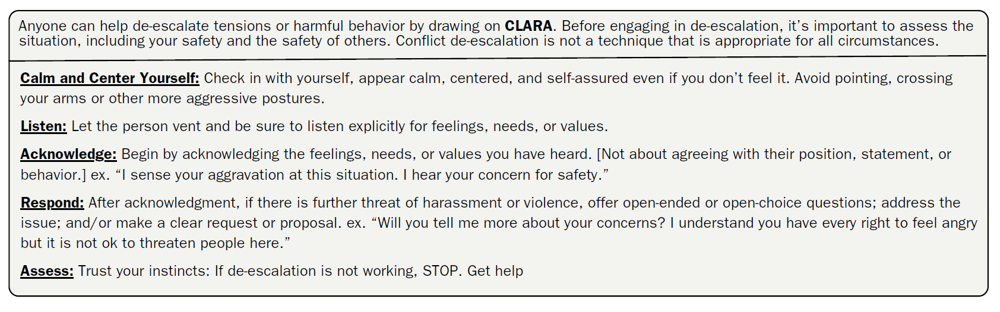 Anyone can help de-escalate tensions or harmful behavior by drawing on CLARA. Before engaging in de-escalation, it’s important to assess the
situation, including your safety and the safety of others. Conflict de-escalation is not a technique that is appropriate for all circumstances.
Calm and Center Yourself: Check in with yourself, appear calm, centered, and self-assured even if you don’t feel it. Avoid pointing, crossing
your arms or other more aggressive postures.
Listen: Let the person vent and be sure to listen explicitly for feelings, needs, or values.
Acknowledge: Begin by acknowledging the feelings, needs, or values you have heard. [Not about agreeing with their position, statement, or
behavior.] ex. “I sense your aggravation at this situation. I hear your concern for safety.”
Respond: After acknowledgment, if there is further threat of harassment or violence, offer open-ended or open-choice questions; address the
issue; and/or make a clear request or proposal. ex. “Will you tell me more about your concerns? I understand you have every right to feel angry
but it is not ok to threaten people here.”
Assess: Trust your instincts: If de-escalation is not working, STOP. Get help